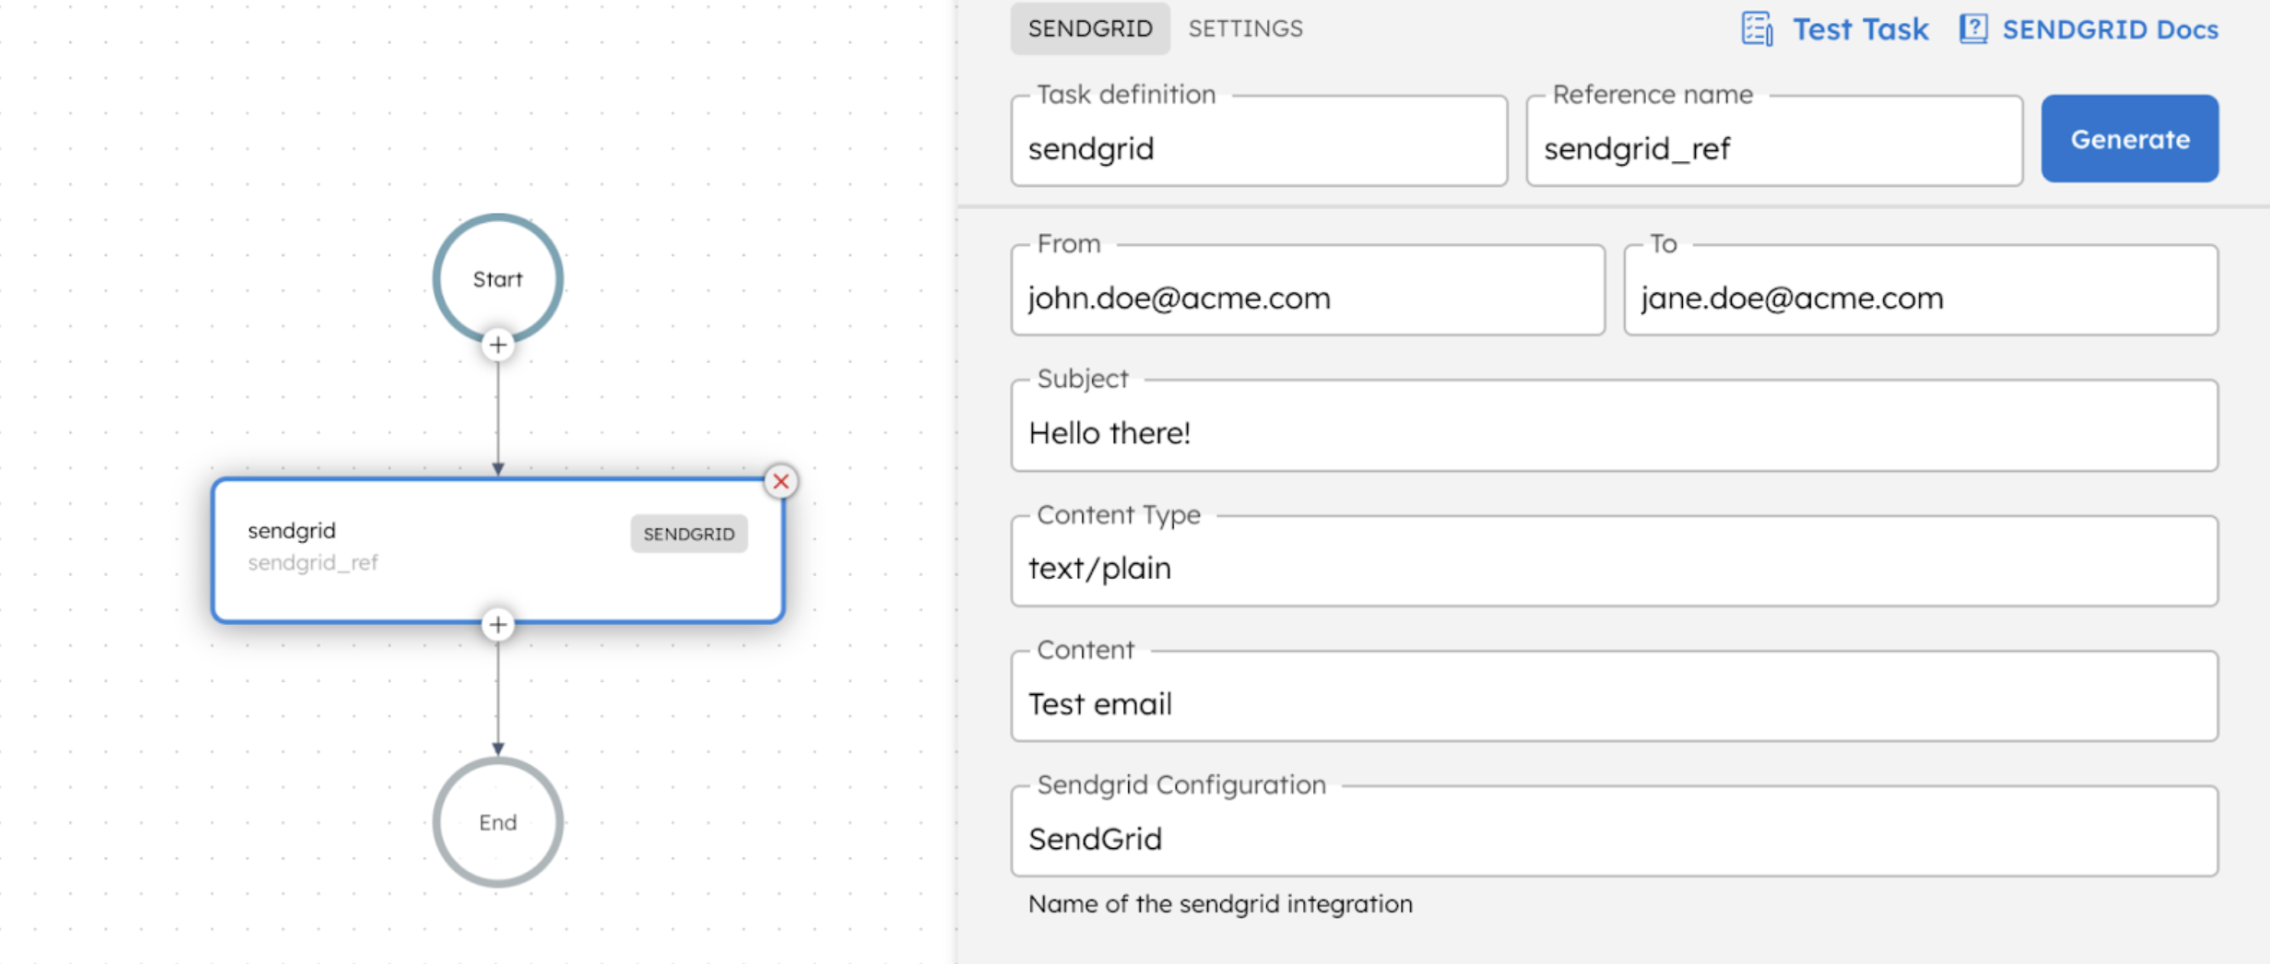 Start
sendgrid
SENDGRID
sendgrid_ref
End
SENDGRID SETTINGS Test Task SENDGRID Docs
Task definition
sendgrid
Reference name
sendgrid_ref
Generate
From
john.doe@acme.com
To
jane.doe@acme.com
Subject
Hello there!
Content Type
text/plain
Content
Test email
Sendgrid Configuration
SendGrid
Name of the sendgrid integration